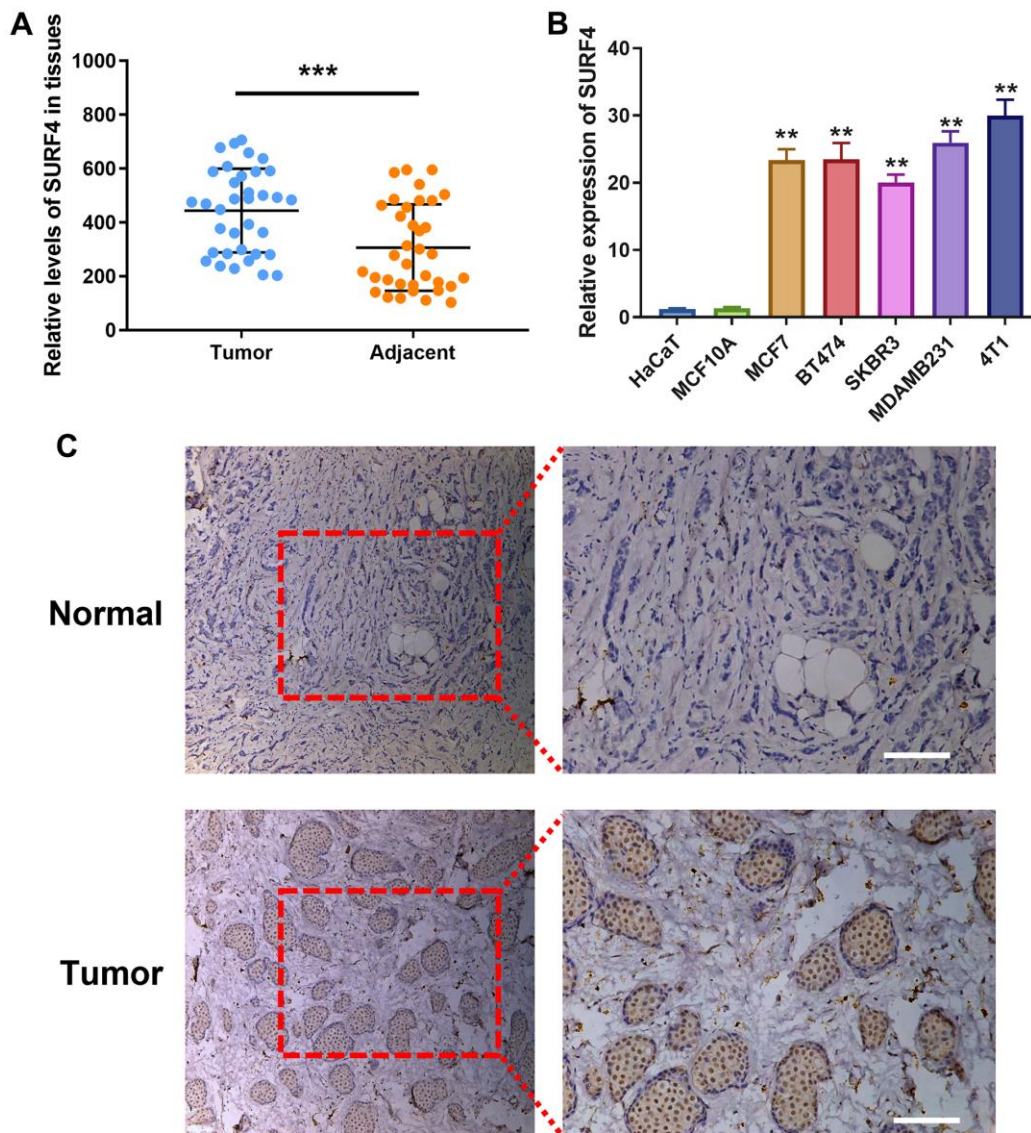 A
Relative levels of SURF4 in tissues
1000
800
600
400
200
0
***
Tumor
Adjacent
B
Relative expression of SURF4
40
30
20
10
0
**
**
**
**
**
HaCaT
MCF10A
MCF7
BT474
SKBR3
MDAMB231
4T1
C
Normal
Tumor